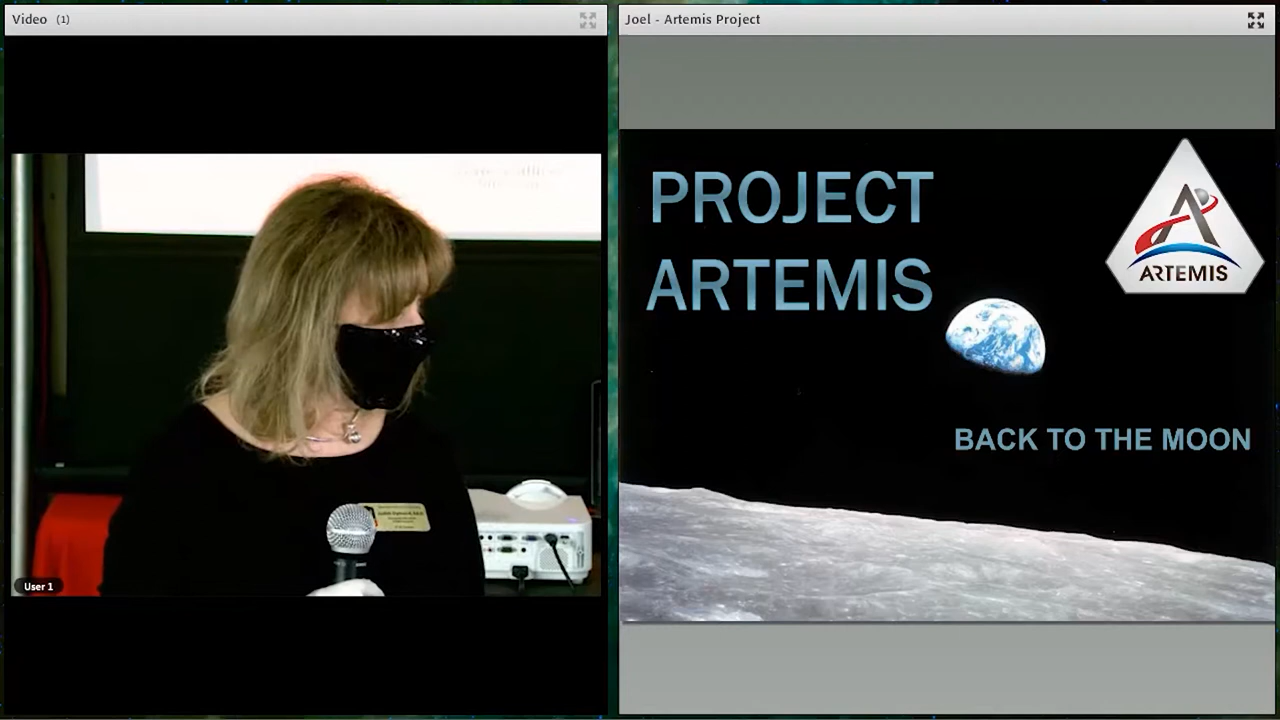 Video (1)
Joel - Artemis Project
PROJECT
ARTEMIS
ARTEMIS
BACK TO THE MOON
User 1